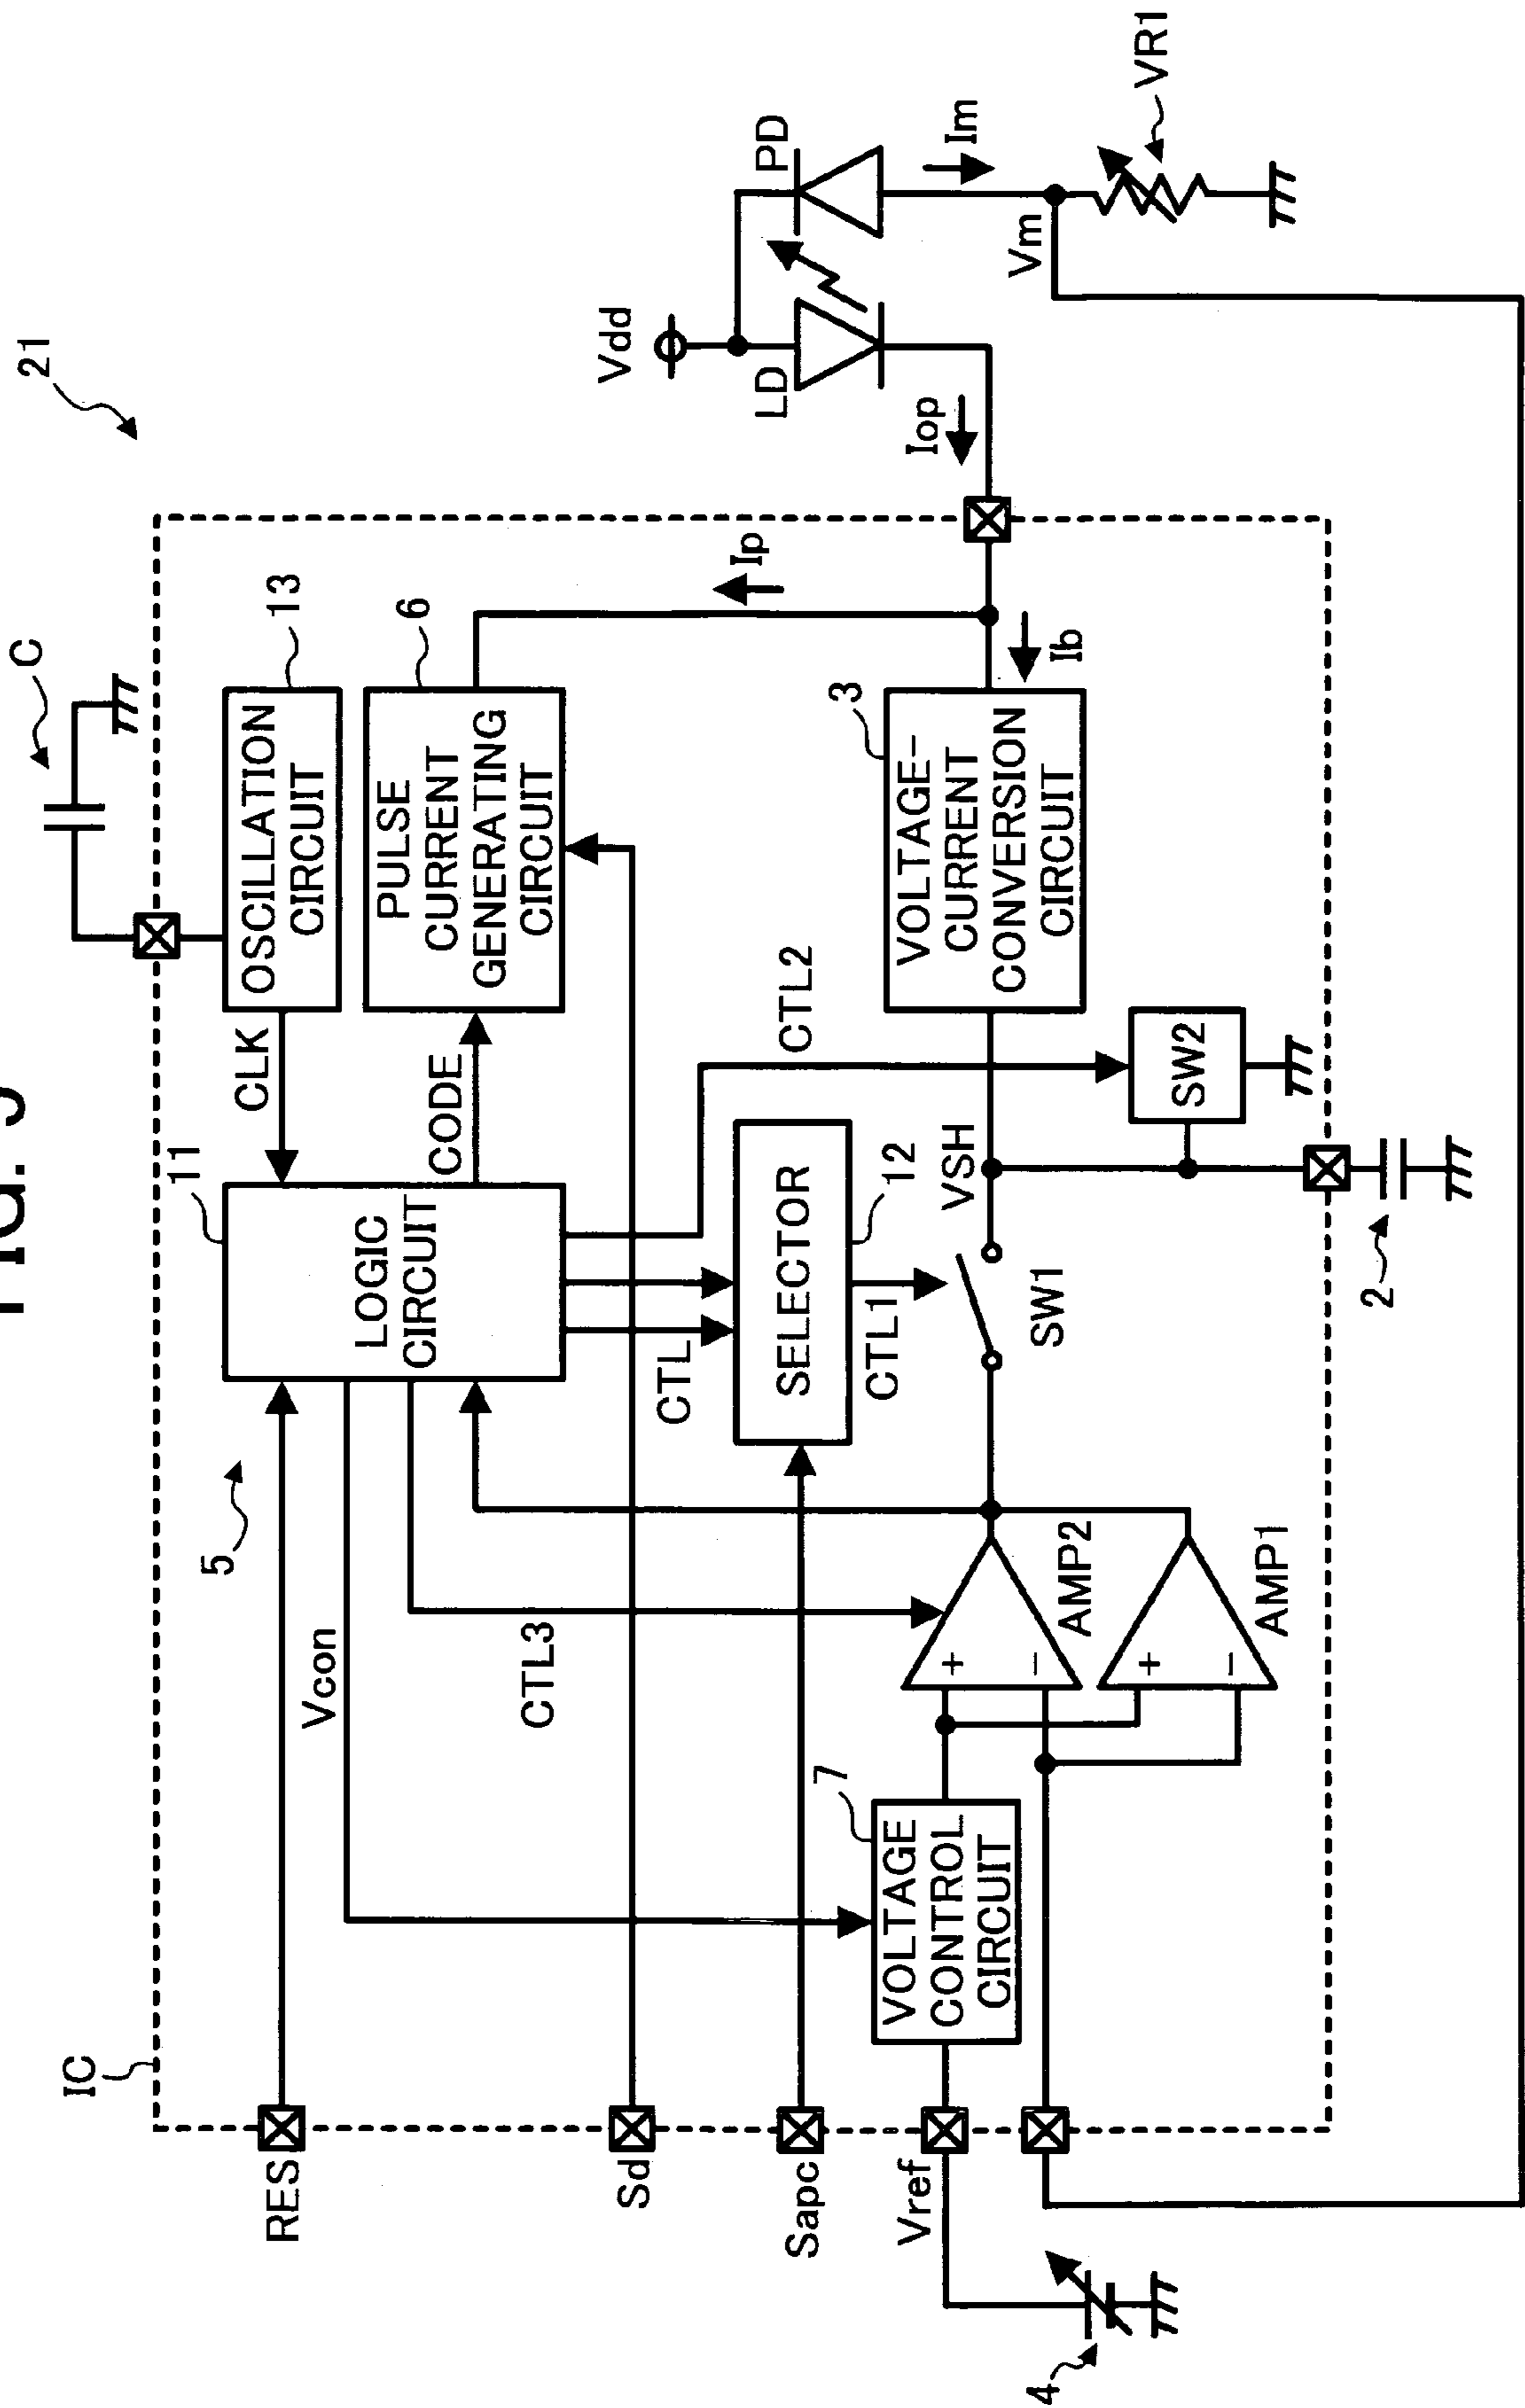 21
IC
C
RES
5
11
LOGIC
CIRCUIT
CLK
13
OSCILLATION
CIRCUIT
Vcon
CODE
6
PULSE
CURRENT
GENERATING
CIRCUIT
Ip
CTL3
Sd
CTL
CTL2
Sapc
SELECTOR
12
CTL1
Vdd
LD
PD
Iop
Im
Vref
7
VOLTAGE
CONTROL
CIRCUIT
+
−
AMP2
+
−
AMP1
SW1
VSH
3
VOLTAGE-
CURRENT
CONVERSION
CIRCUIT
Ib
Vm
VR1
SW2
4
2